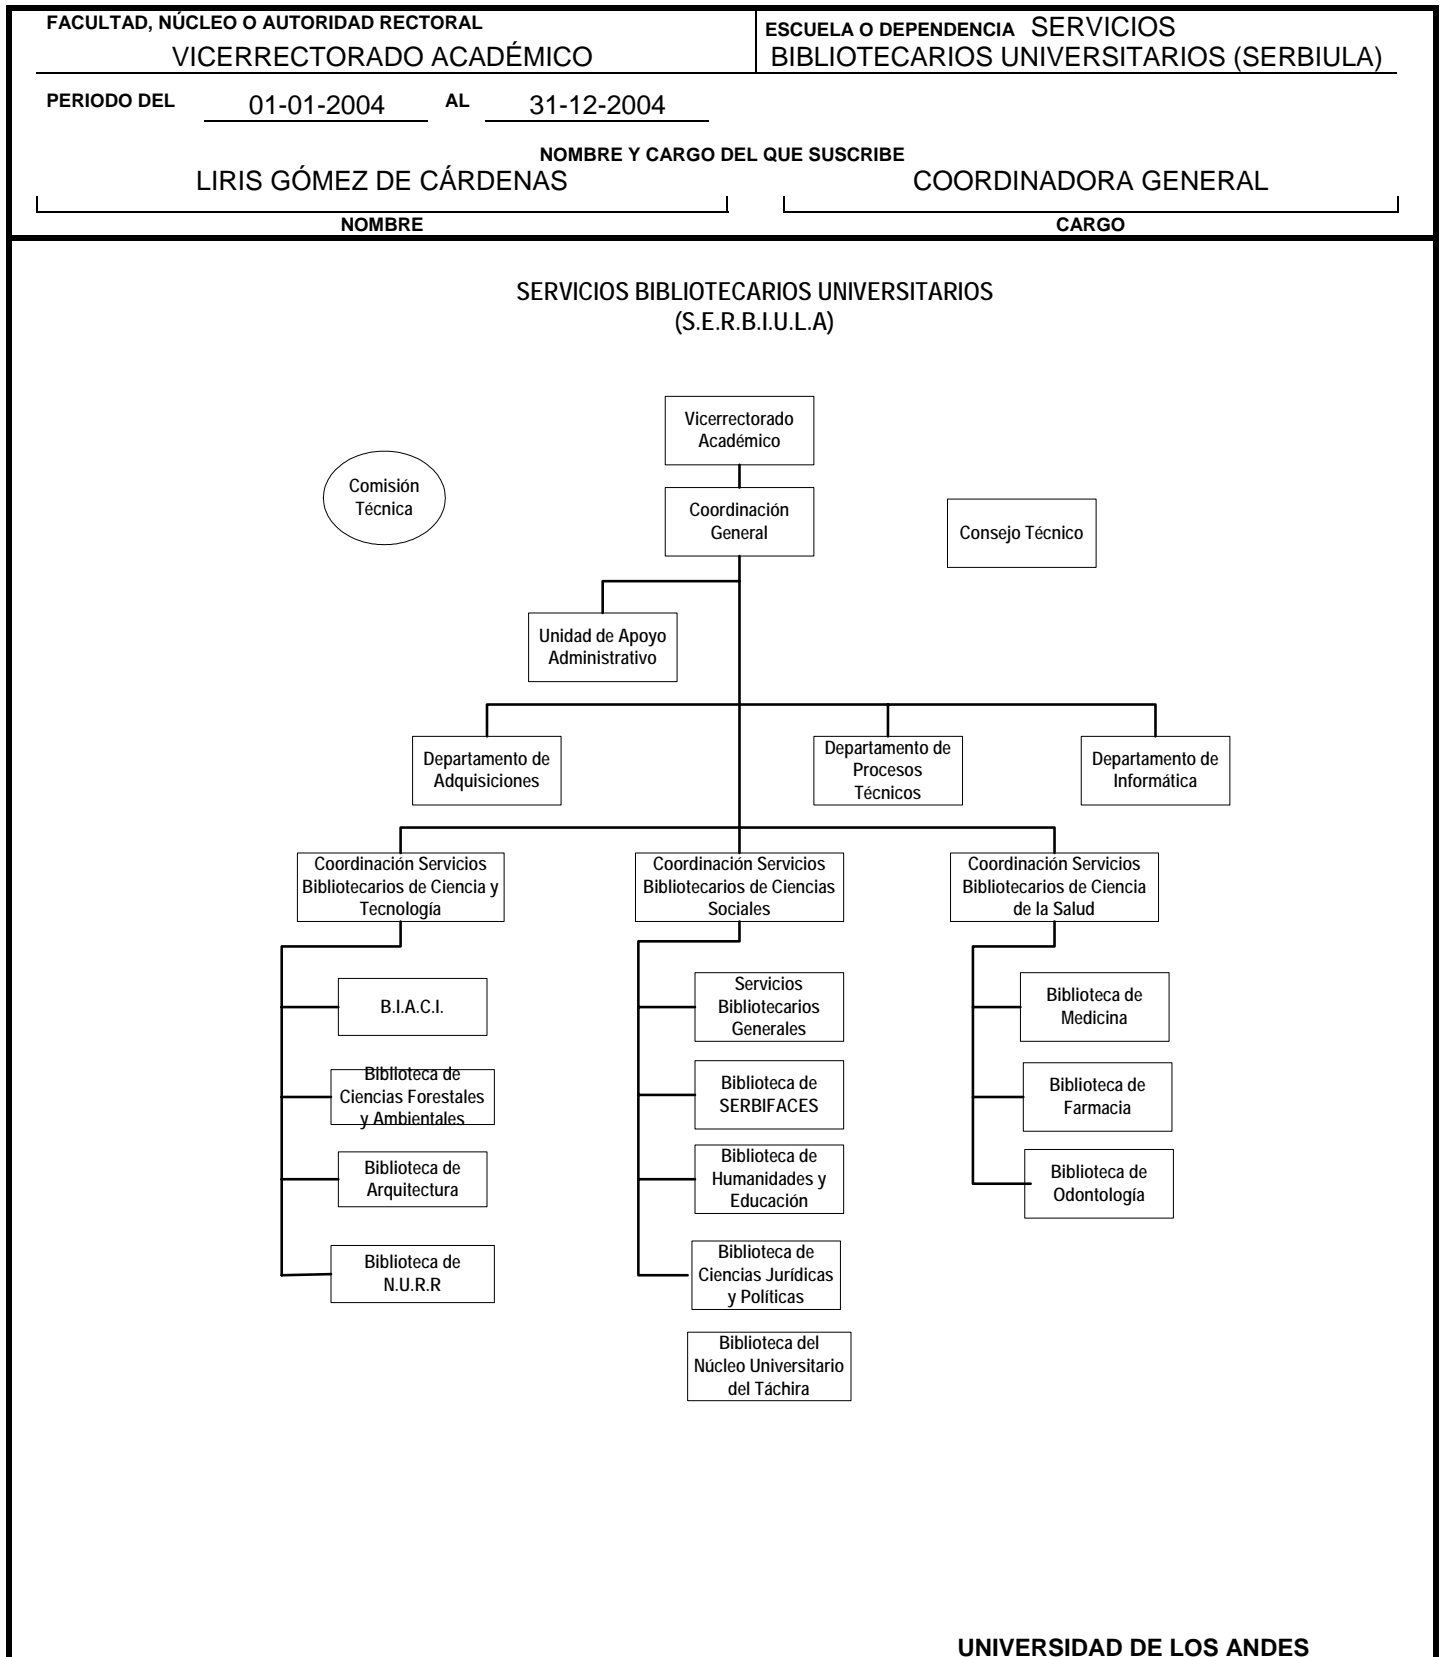 FACULTAD, NÚCLEO O AUTORIDAD RECTORAL
VICERRECTORADO ACADÉMICO
ESCUELA O DEPENDENCIA SERVICIOS
BIBLIOTECARIOS UNIVERSITARIOS (SERBIULA)
PERIODO DEL 01-01-2004 AL 31-12-2004
NOMBRE Y CARGO DEL QUE SUSCRIBE
LIRIS GÓMEZ DE CÁRDENAS
COORDINADORA GENERAL
NOMBRE
CARGO
SERVICIOS BIBLIOTECARIOS UNIVERSITARIOS
(S.E.R.B.I.U.L.A)
Vicerrectorado
Académico
Comisión
Técnica
Coordinación
General
Consejo Técnico
Unidad de Apoyo
Administrativo
Departamento de
Adquisiciones
Departamento de
Procesos
Técnicos
Departamento de
Informática
Coordinación Servicios
Bibliotecarios de Ciencia y
Tecnología
Coordinación Servicios
Bibliotecarios de Ciencias
Sociales
Coordinación Servicios
Bibliotecarios de Ciencia
de la Salud
B.I.A.C.I.
Biblioteca de
Ciencias Forestales
y Ambientales
Biblioteca de
Arquitectura
Biblioteca de
N.U.R.R
Servicios
Bibliotecarios
Generales
Biblioteca de
SERBIFACES
Biblioteca de
Humanidades y
Educación
Biblioteca de
Ciencias Jurídicas
y Políticas
Biblioteca del
Núcleo Universitario
del Táchira
Biblioteca de
Medicina
Biblioteca de
Farmacia
Biblioteca de
Odontología
UNIVERSIDAD DE LOS ANDES